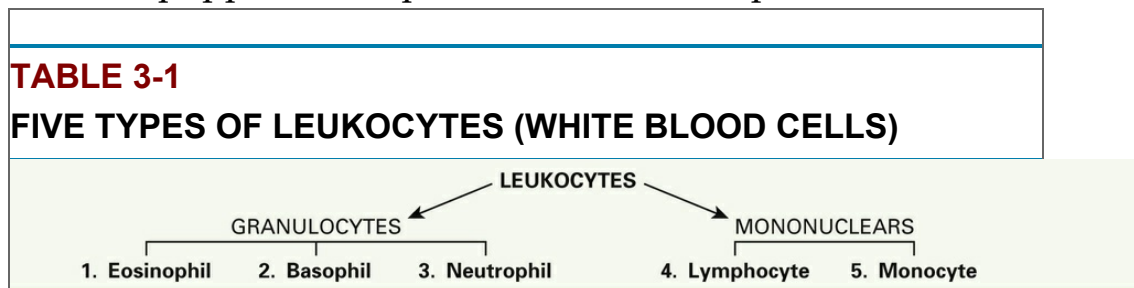 TABLE 3-1
FIVE TYPES OF LEUKOCYTES (WHITE BLOOD CELLS)
LEUKOCYTES
GRANULOCYTES MONONUCLEARS
1. Eosinophil 2. Basophil 3. Neutrophil 4. Lymphocyte 5. Monocyte